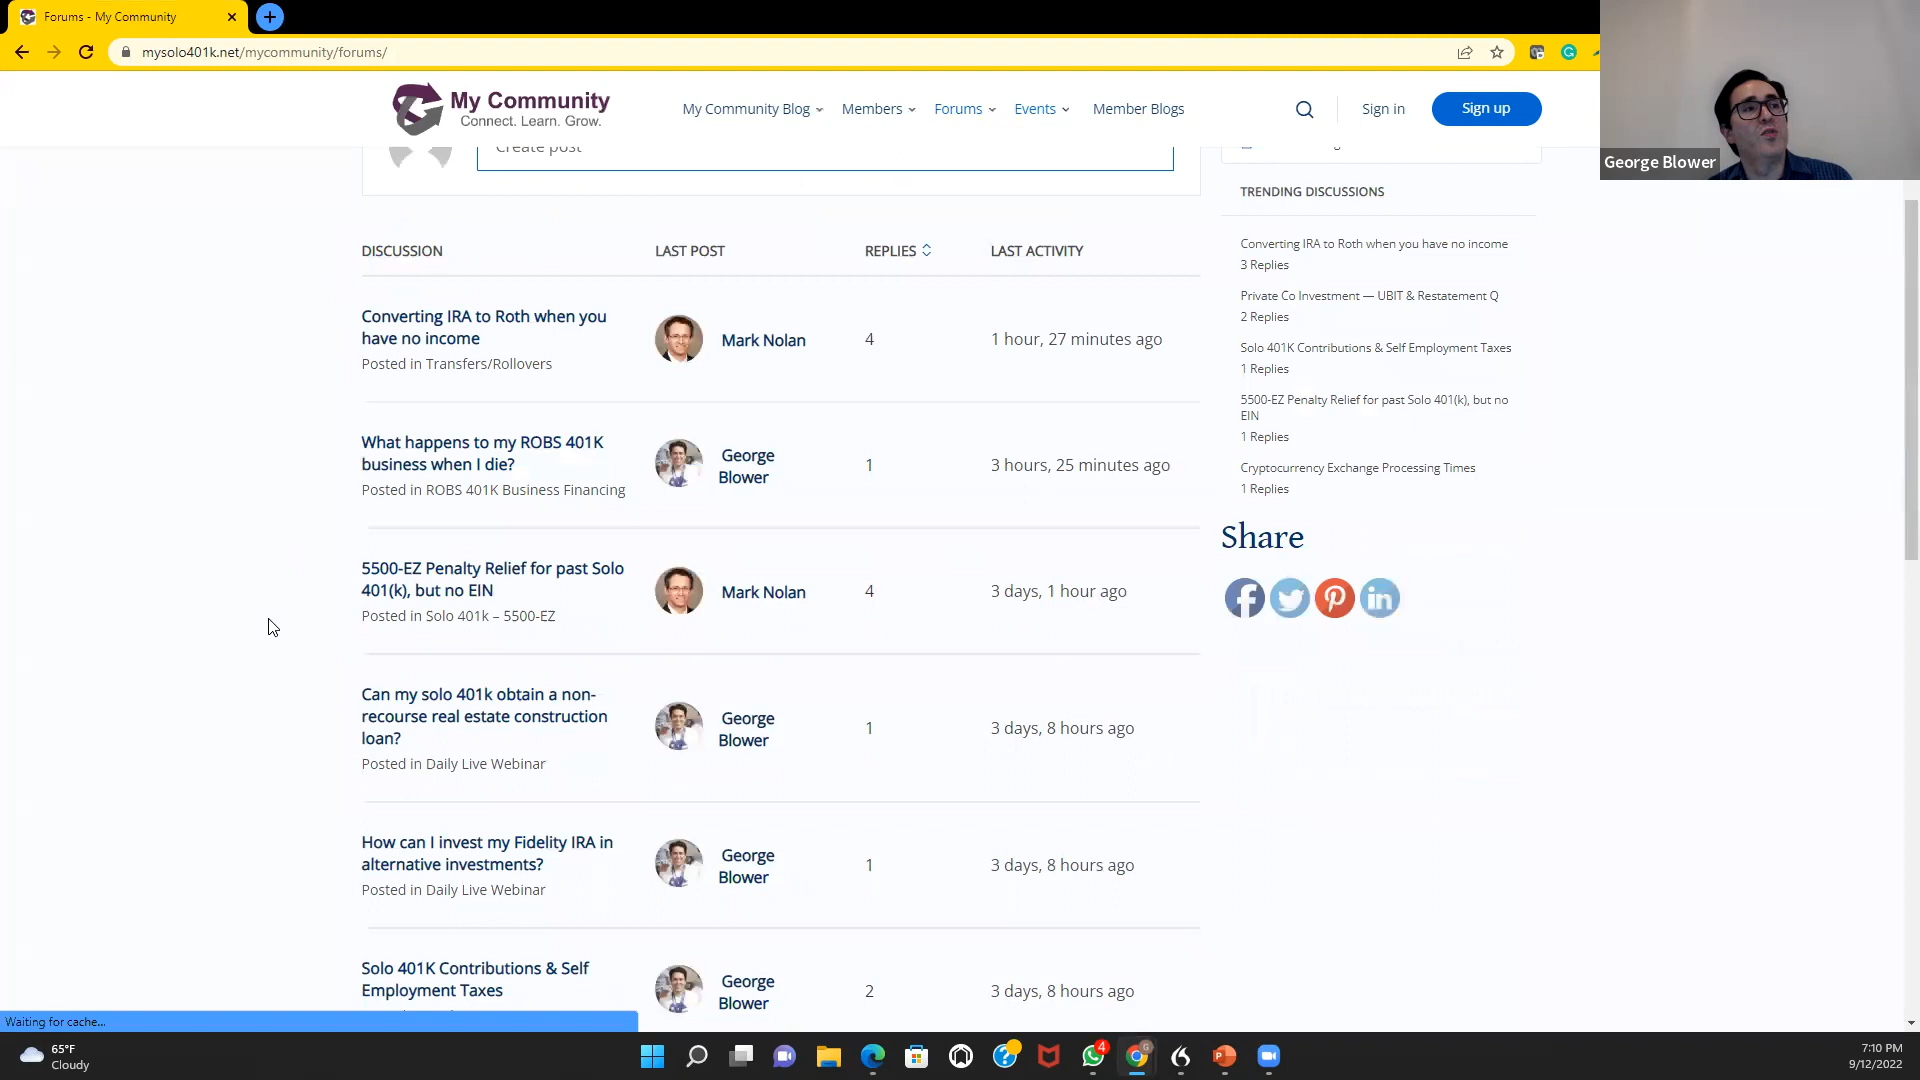 Forums - My Community
mysolo401k.net/mycommunity/forums/
My Community
Connect. Learn. Grow.
My Community Blog
Members
Forums
Events
Member Blogs
Sign in
Sign up
George Blower
Create post
DISCUSSION
LAST POST
REPLIES
LAST ACTIVITY
Converting IRA to Roth when you
have no income
Posted in Transfers/Rollovers
Mark Nolan
4
1 hour, 27 minutes ago
What happens to my ROBS 401K
business when I die?
Posted in ROBS 401K Business Financing
George
Blower
1
3 hours, 25 minutes ago
5500-EZ Penalty Relief for past Solo
401(k), but no EIN
Posted in Solo 401k – 5500-EZ
Mark Nolan
4
3 days, 1 hour ago
Can my solo 401k obtain a non-
recourse real estate construction
loan?
Posted in Daily Live Webinar
George
Blower
1
3 days, 8 hours ago
How can I invest my Fidelity IRA in
alternative investments?
Posted in Daily Live Webinar
George
Blower
1
3 days, 8 hours ago
Solo 401K Contributions & Self
Employment Taxes
George
Blower
2
3 days, 8 hours ago
TRENDING DISCUSSIONS
Converting IRA to Roth when you have no income
3 Replies
Private Co Investment — UBIT & Restatement Q
2 Replies
Solo 401K Contributions & Self Employment Taxes
1 Replies
5500-EZ Penalty Relief for past Solo 401(k), but no
EIN
1 Replies
Cryptocurrency Exchange Processing Times
1 Replies
Share
Waiting for cache...
65°F
Cloudy
4
7:10 PM
9/12/2022